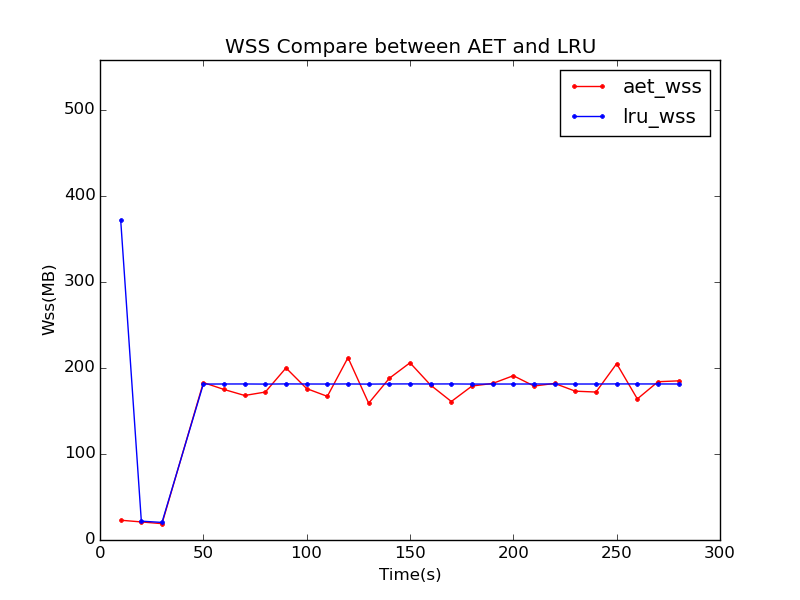 WSS Compare between AET and LRU
aet_wss
lru_wss
500
400
300
200
100
0
Wss(MB)
0 50 100 150 200 250 300
Time(s)